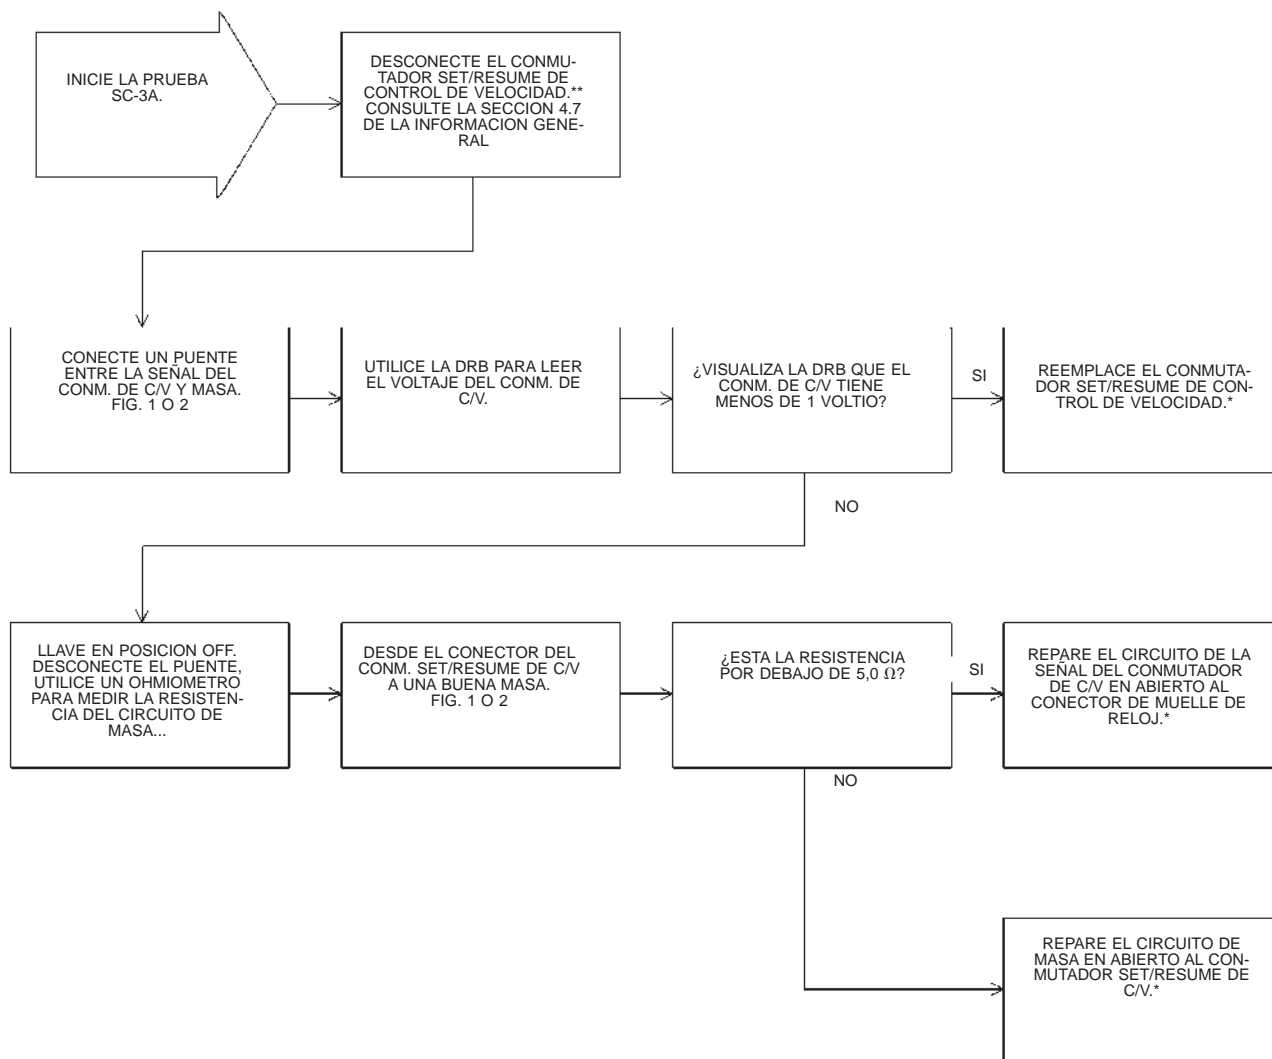 INICIE LA PRUEBA
SC-3A.
DESCONECTE EL CONMU-
TADOR SET/RESUME DE
CONTROL DE VELOCIDAD.**
CONSULTE LA SECCION 4.7
DE LA INFORMACION GENE-
RAL
CONECTE UN PUENTE
ENTRE LA SEÑAL DEL
CONM. DE C/V Y MASA.
FIG. 1 O 2
UTILICE LA DRB PARA LEER
EL VOLTAJE DEL CONM. DE
C/V.
¿VISUALIZA LA DRB QUE EL
CONM. DE C/V TIENE
MENOS DE 1 VOLTIO?
SI
REEMPLACE EL CONMUTA-
DOR SET/RESUME DE CON-
TROL DE VELOCIDAD.*
NO
LLAVE EN POSICION OFF.
DESCONECTE EL PUENTE,
UTILICE UN OHMIOMETRO
PARA MEDIR LA RESISTEN-
CIA DEL CIRCUITO DE
MASA...
DESDE EL CONECTOR DEL
CONM. SET/RESUME DE C/V
A UNA BUENA MASA.
FIG. 1 O 2
¿ESTA LA RESISTENCIA
POR DEBAJO DE 5,0 Ω?
SI
REPARE EL CIRCUITO DE LA
SEÑAL DEL CONMUTADOR
DE C/V EN ABIERTO AL
CONECTOR DE MUELLE DE
RELOJ.*
NO
REPARE EL CIRCUITO DE
MASA EN ABIERTO AL CON-
MUTADOR SET/RESUME DE
C/V.*